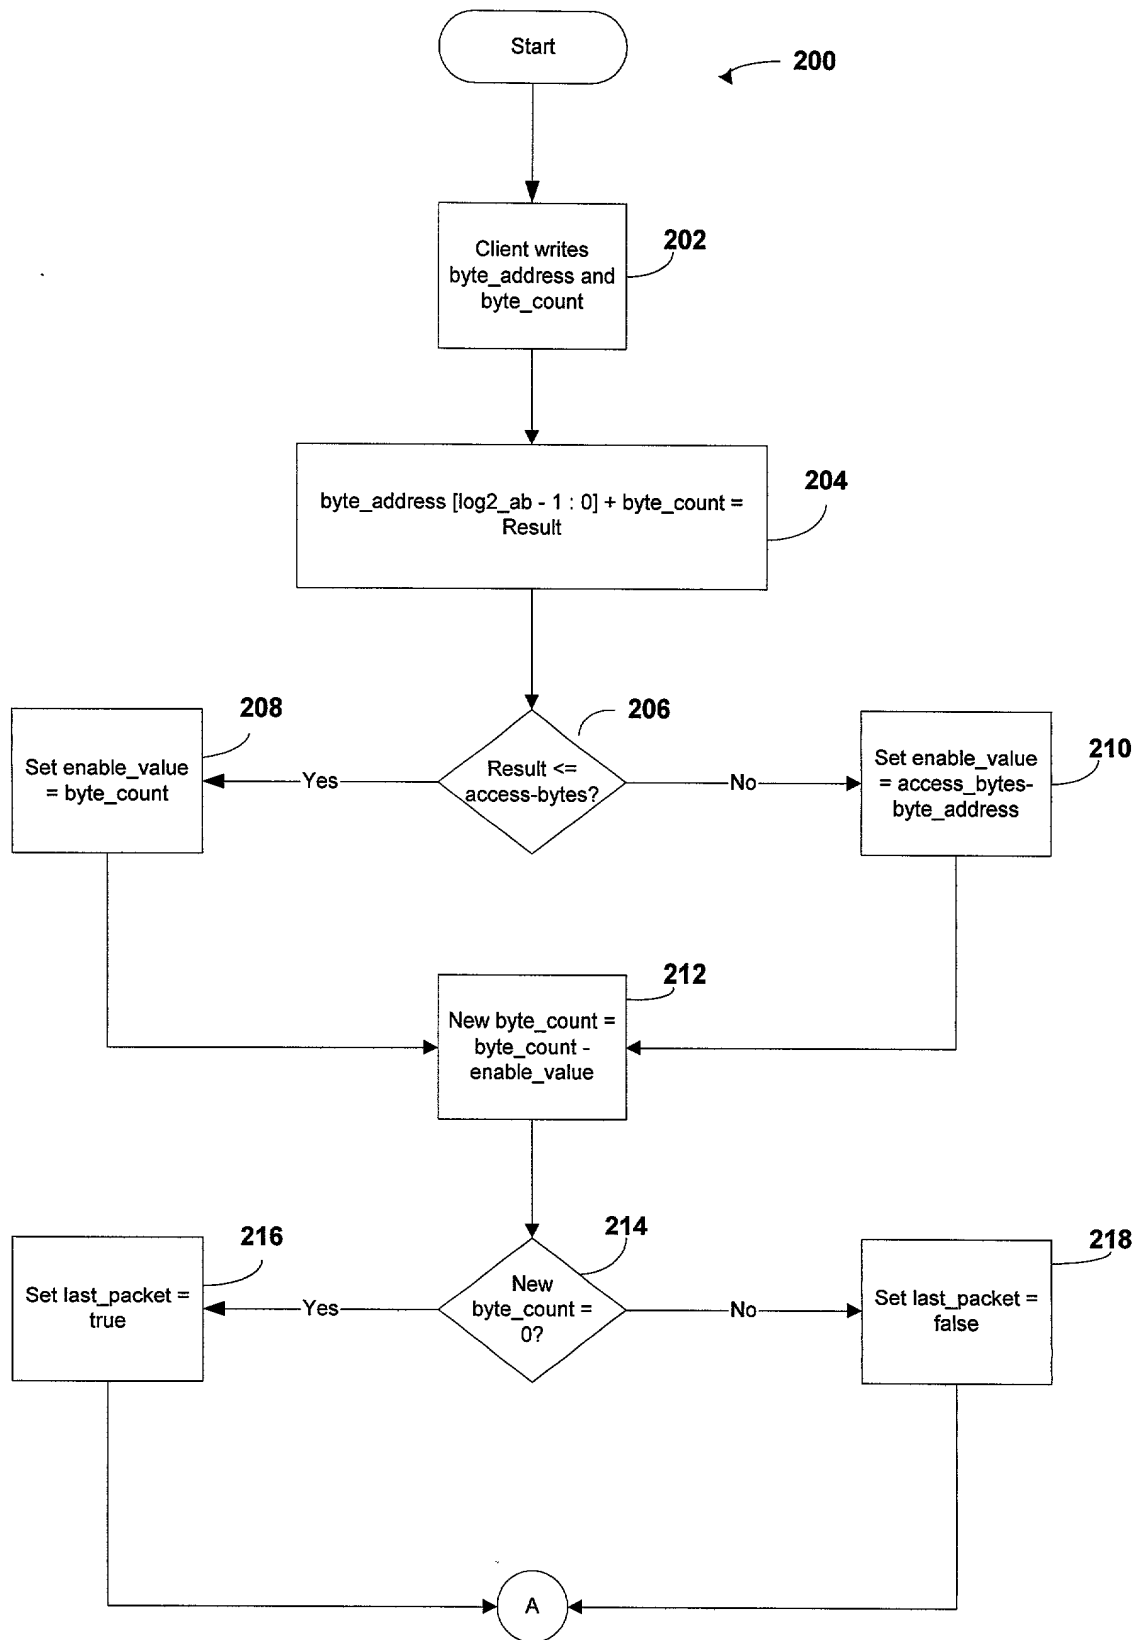 Start
200
Client writes
byte_address and
byte_count
202
byte_address [log2_ab - 1 : 0] + byte_count =
Result
204
208
206
210
Set enable_value
= byte_count
Yes
Result <=
access-bytes?
No
Set enable_value
= access_bytes-
byte_address
212
New byte_count =
byte_count -
enable_value
216
214
218
Set last_packet =
true
Yes
New
byte_count =
0?
No
Set last_packet =
false
A